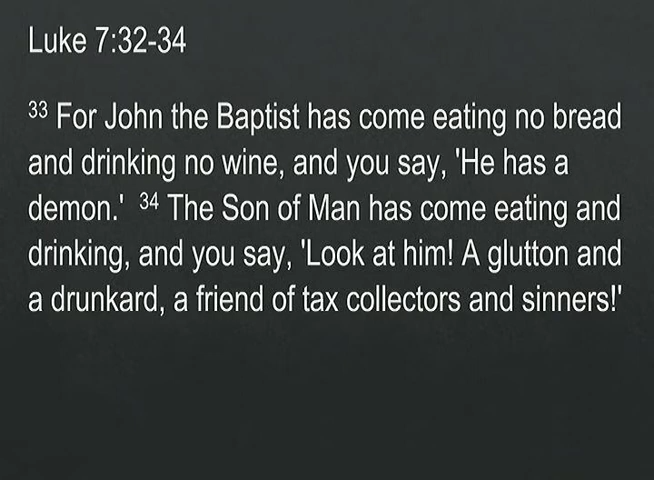 Luke 7:32-34
33 For John the Baptist has come eating no bread
and drinking no wine, and you say, 'He has a
demon.' 34 The Son of Man has come eating and
drinking, and you say, 'Look at him! A glutton and
a drunkard, a friend of tax collectors and sinners!'